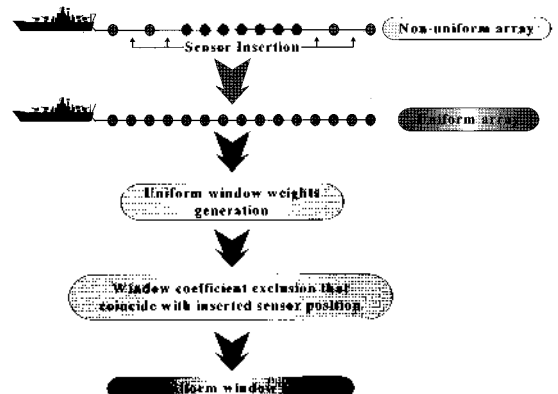 Non-uniform array
Sensor Insertion
Uniform array
Uniform window weights
generation
Window coefficient exclusion that
coincide with inserted sensor position
form window